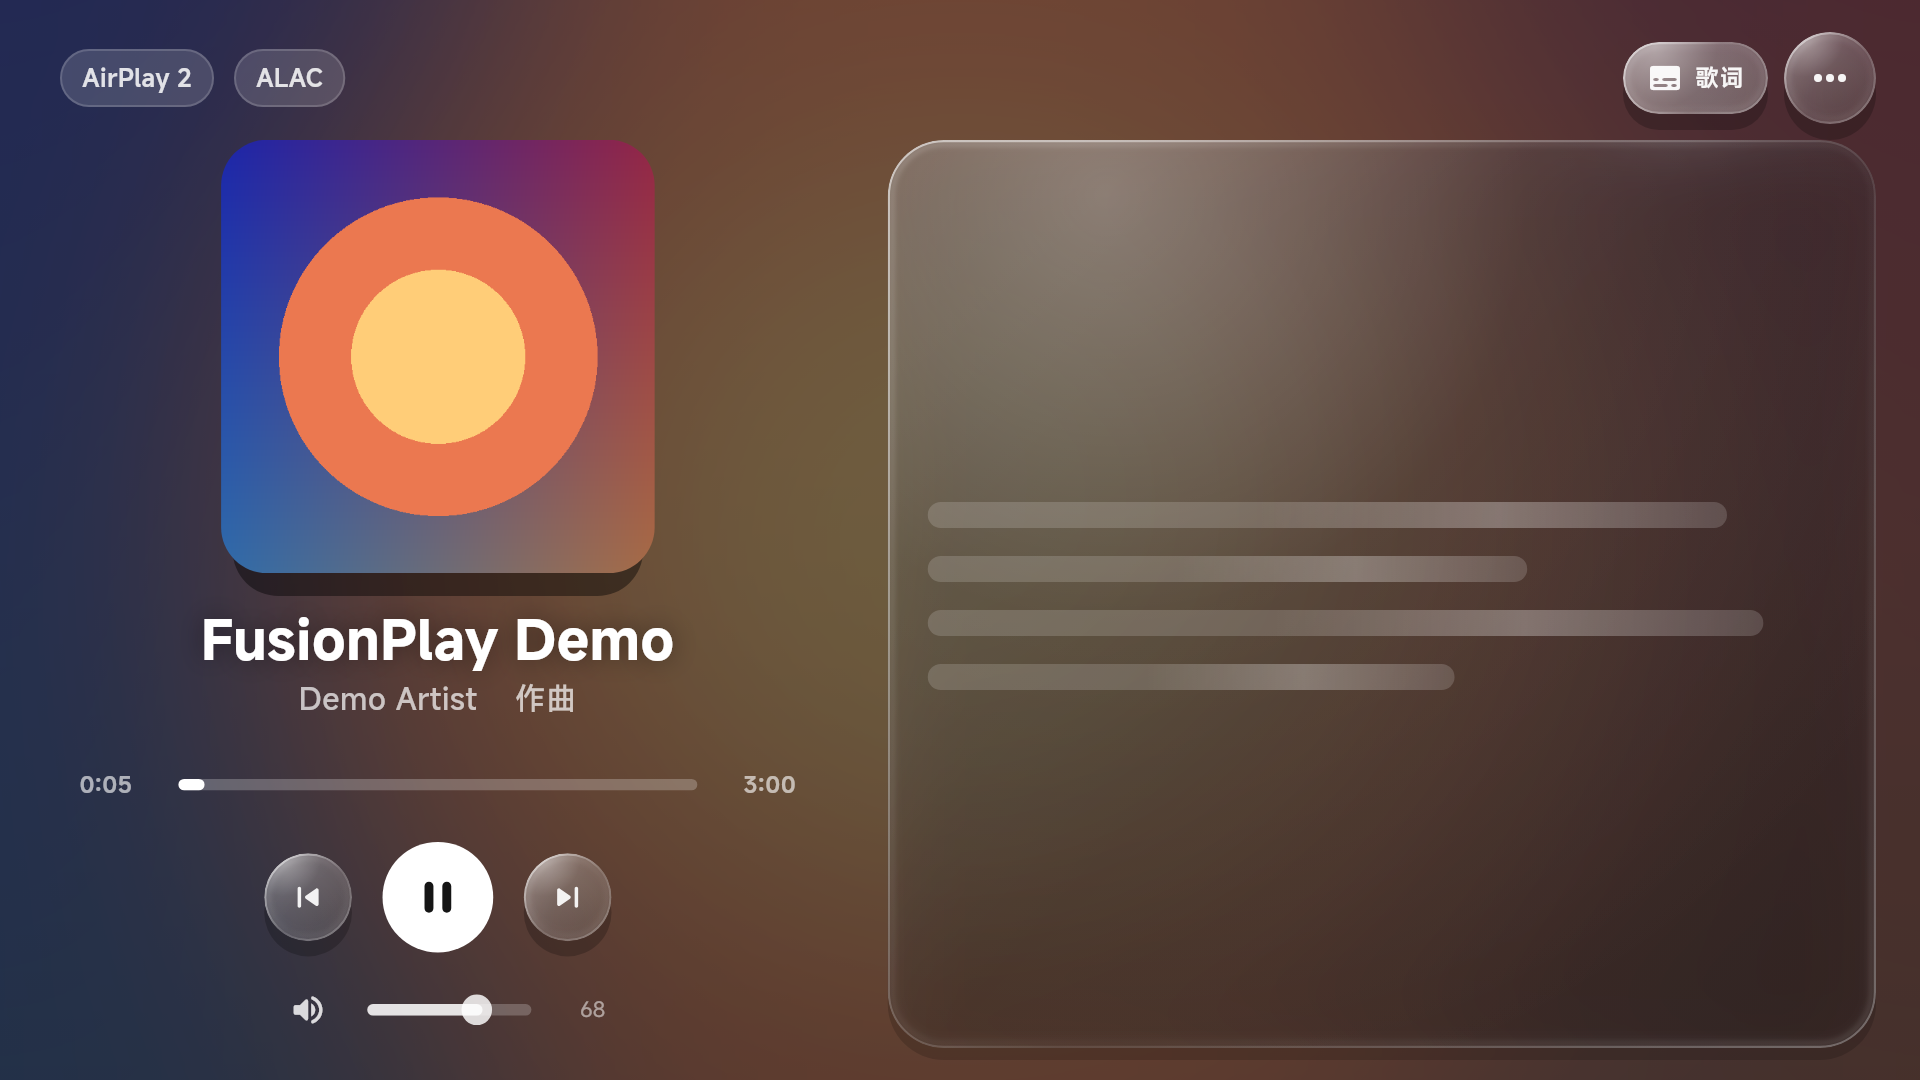 AirPlay 2
ALAC
歌词
FusionPlay Demo
Demo Artist 作曲
0:05
3:00
68